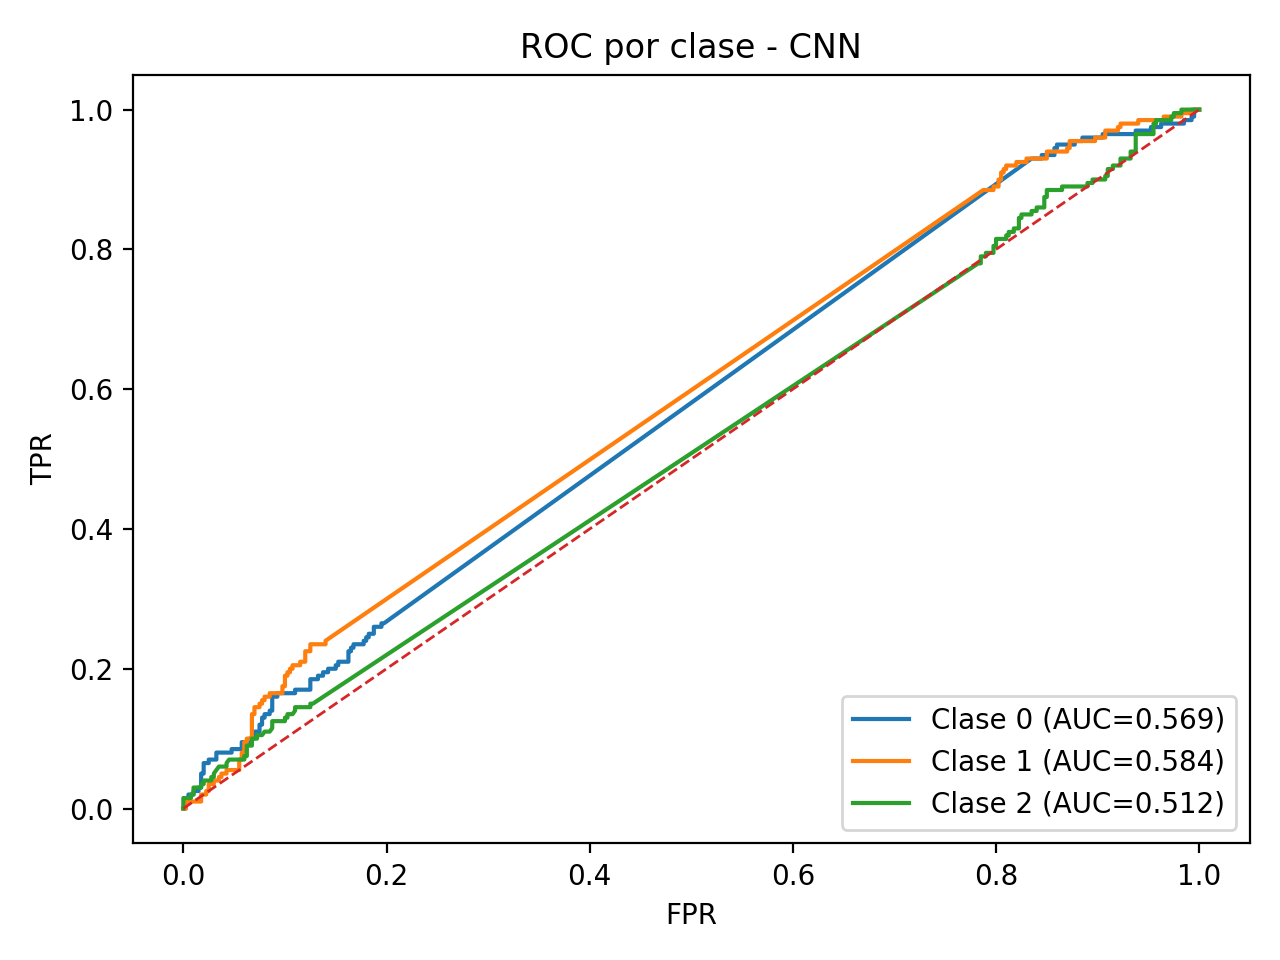 ROC por clase - CNN
TPR
1.0
0.8
0.6
0.4
0.2
0.0
Clase 0 (AUC=0.569)
Clase 1 (AUC=0.584)
Clase 2 (AUC=0.512)
0.0 0.2 0.4 0.6 0.8 1.0
FPR